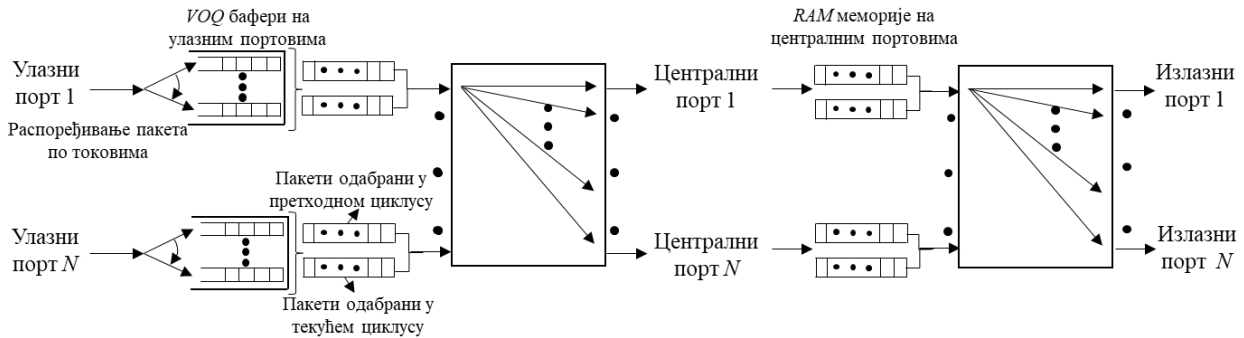 VOQ бафери на
улазним портовима
RAM меморије на
централним портовима
Улазни
порт 1
Централни
порт 1
Излазни
порт 1
Распоређивање пакета
по токовима
Пакети одабрани у
претходном циклусу
Улазни
порт N
Централни
порт N
Излазни
порт N
Пакети одабрани у
текућем циклусу